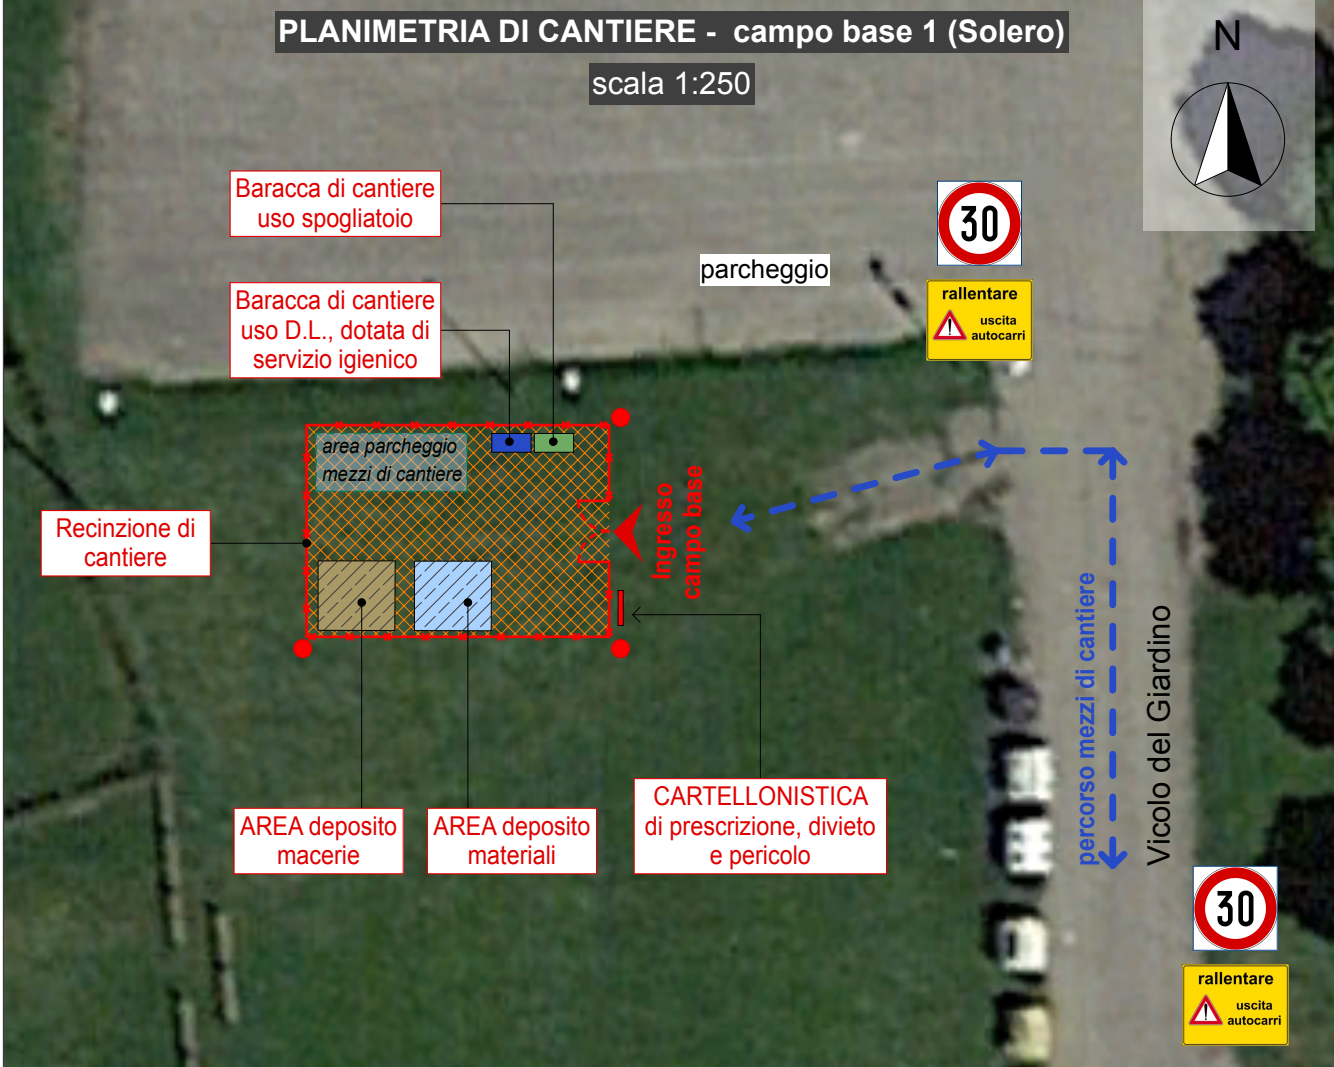 PLANIMETRIA DI CANTIERE - campo base 1 (Solero)
scala 1:250
N
Baracca di cantiere
uso spogliatoio
30
parcheggio
rallentare
uscita
autocarri
Baracca di cantiere
uso D.L., dotata di
servizio igienico
area parcheggio
mezzi di cantiere
Ingresso
campo base
Recinzione di
cantiere
percorso mezzi di cantiere
Vicolo del Giardino
AREA deposito
macerie
AREA deposito
materiali
CARTELLONISTICA
di prescrizione, divieto
e pericolo
30
rallentare
uscita
autocarri